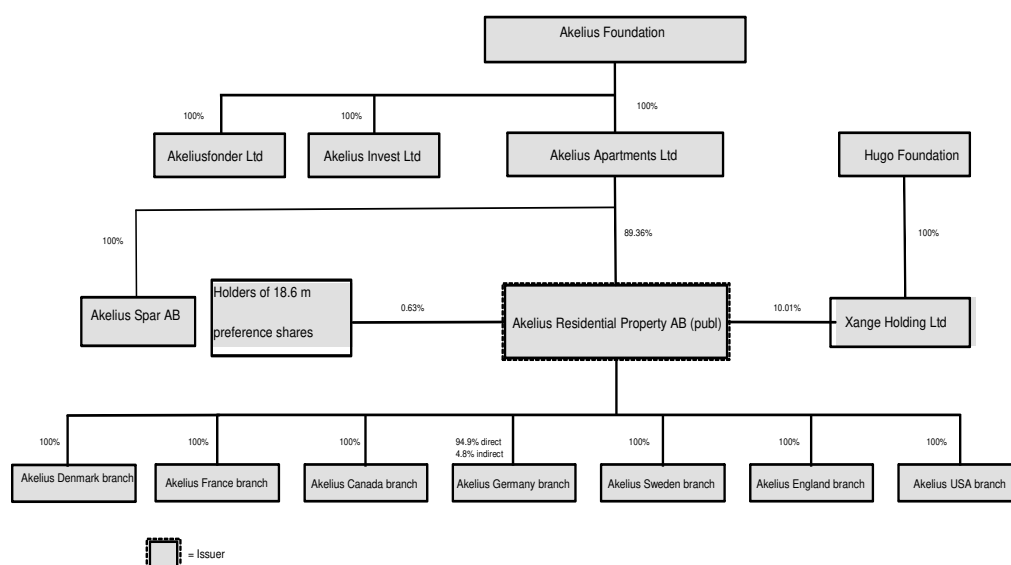 Akelius Foundation
100%
100%
100%
Akeliusfonder Ltd
Akelius Invest Ltd
Akelius Apartments Ltd
Hugo Foundation
100%
89.36%
100%
Akelius Spar AB
Holders of 18.6 m
preference shares
0.63%
Akelius Residential Property AB (publ)
10.01%
Xange Holding Ltd
100%
100%
100%
94.9% direct
4.8% indirect
100%
100%
100%
Akelius Denmark branch
Akelius France branch
Akelius Canada branch
Akelius Germany branch
Akelius Sweden branch
Akelius England branch
Akelius USA branch
= Issuer